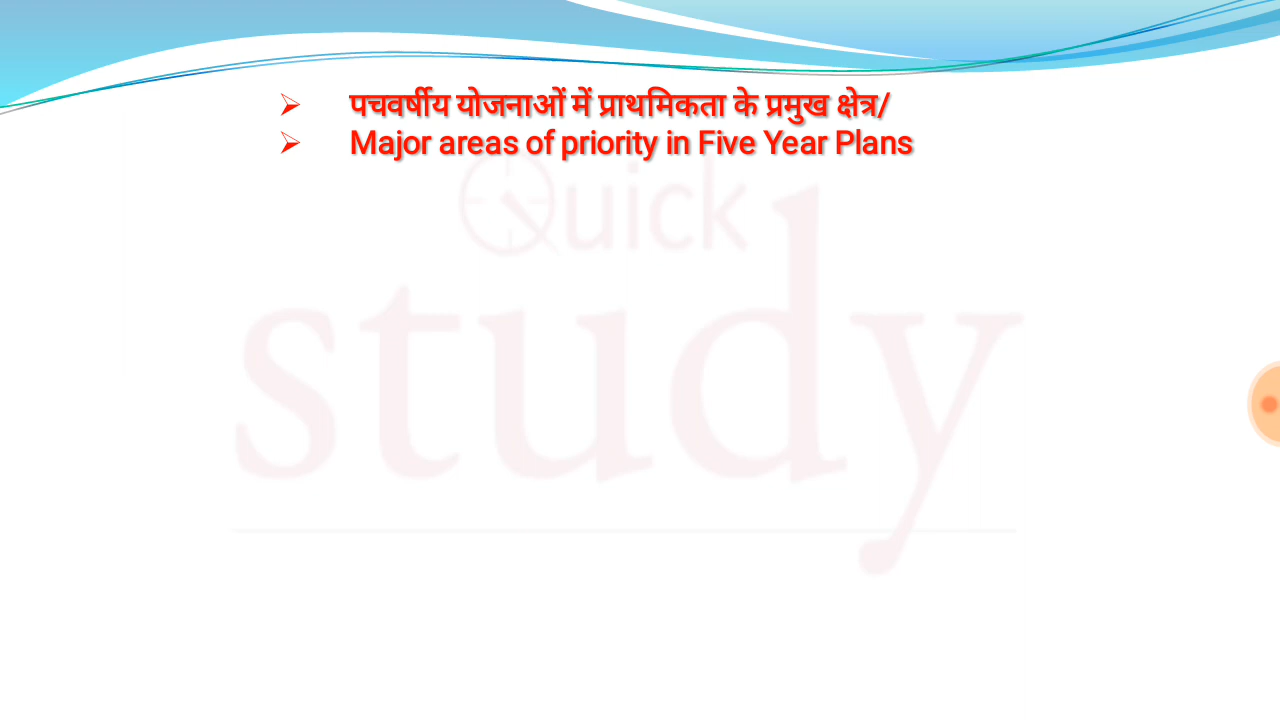 ➢ पचवर्षीय योजनाओं में प्राथमिकता के प्रमुख क्षेत्र/
➢ Major areas of priority in Five Year Plans
Quick
study